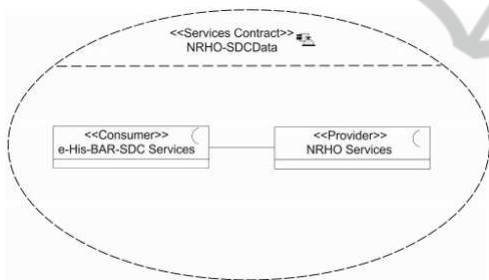 <<Services Contract>>
NRHO-SDCData
<<Consumer>>
e-His-BAR-SDC Services
<<Provider>>
NRHO Services